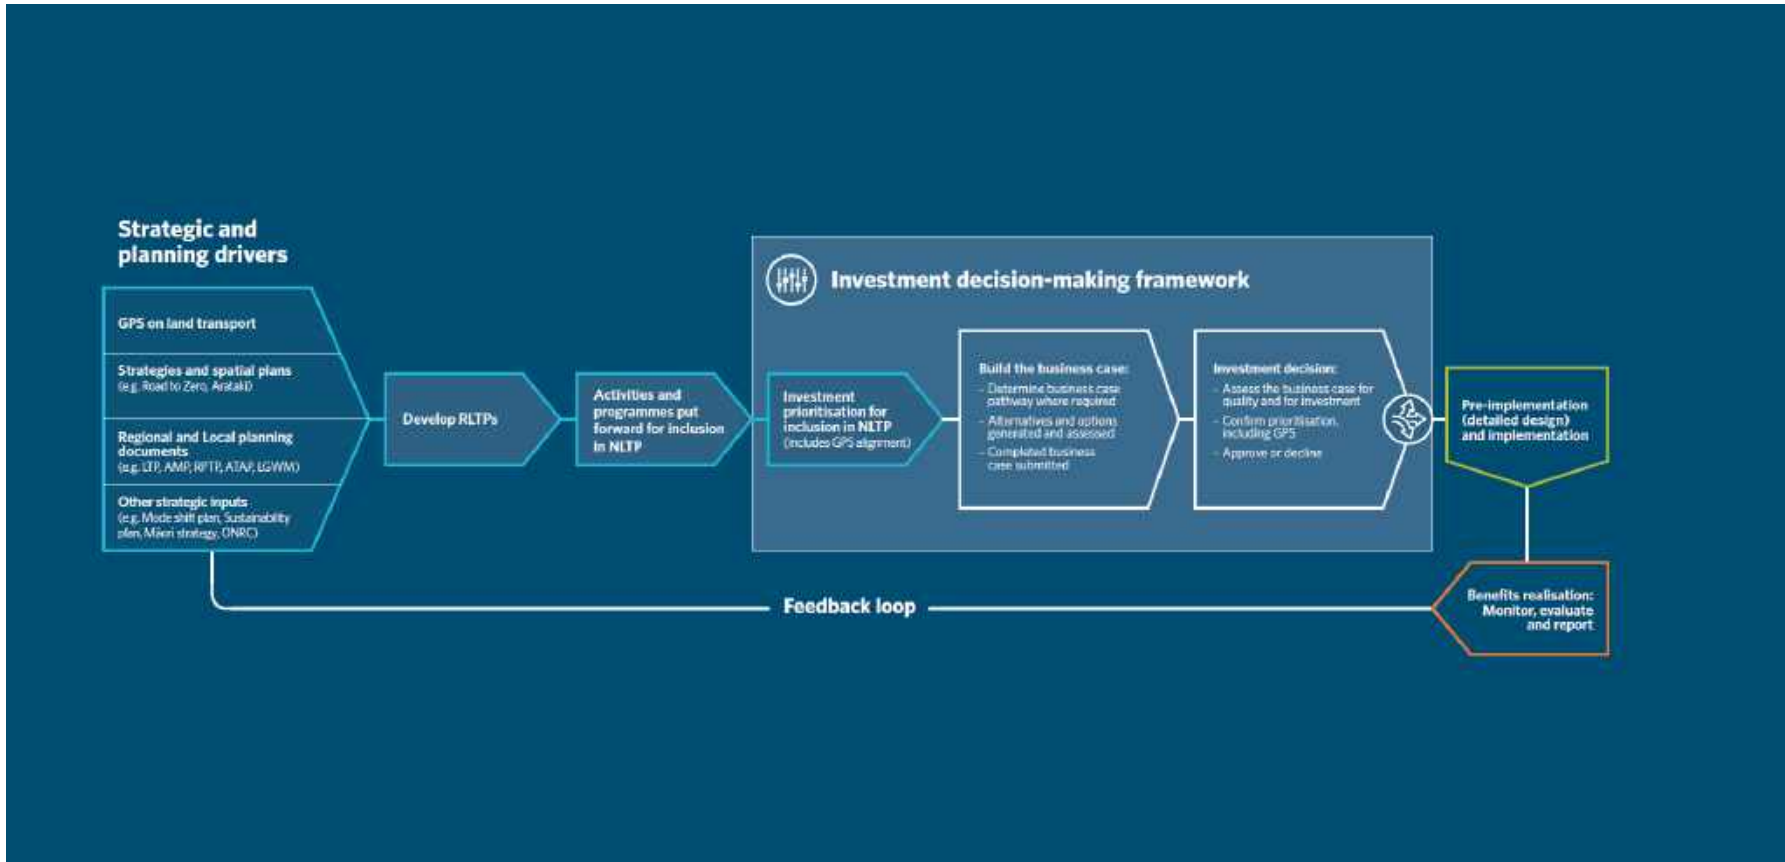 Strategic and
planning drivers
GPS on land transport
Strategies and spatial plans
(e.g. Road to Zero, Arataki)
Regional and Local planning
documents
(e.g. LTP, AMP, RPTP, ATAP, LGWM)
Other strategic inputs
(e.g. Mode shift plan, Sustainability
plan, Māori strategy, ONRC)
Develop RLTPs
Activities and
programmes put
forward for inclusion
in NLTP
Investment decision-making framework
Investment
prioritisation for
inclusion in NLTP
(includes GPS alignment)
Build the business case:
– Determine business case
pathway where required
– Alternatives and options
generated and assessed
– Completed business
case submitted
Investment decision:
– Assess the business case for
quality and for investment
– Confirm prioritisation,
including GPS
– Approve or decline
Pre-implementation
(detailed design)
and implementation
Benefits realisation:
Monitor, evaluate
and report
Feedback loop